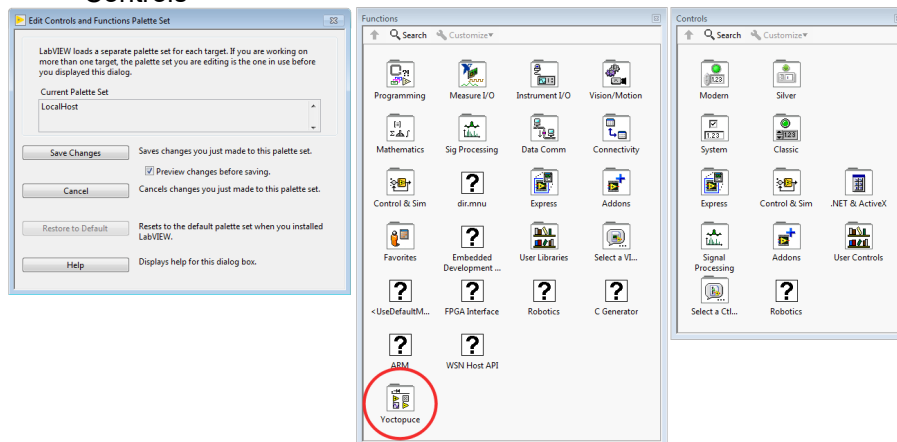 Controls
Edit Controls and Functions Palette Set
LabVIEW loads a separate palette set for each target. If you are working on
more than one target, the palette set you are editing is the one in use before
you displayed this dialog.
Current Palette Set
LocalHost
Save Changes
Saves changes you just made to this palette set.
Preview changes before saving.
Cancel
Cancels changes you just made to this palette set.
Restore to Default
Resets to the default palette set when you installed
LabVIEW.
Help
Displays help for this dialog box.
Functions
Search Customize
Programming Measure I/O Instrument I/O Vision/Motion
Mathematics Sig Processing Data Comm Connectivity
Control & Sim dir.mnu Express Addons
Favorites Embedded Development ... User Libraries Select a VI...
<UseDefaultM... FPGA Interface Robotics C Generator
ARM WSN Host API
Yoctopuce
Controls
Search Customize
Modern Silver
System Classic
Express Control & Sim .NET & ActiveX
Signal Processing Addons User Controls
Select a Ctl... Robotics